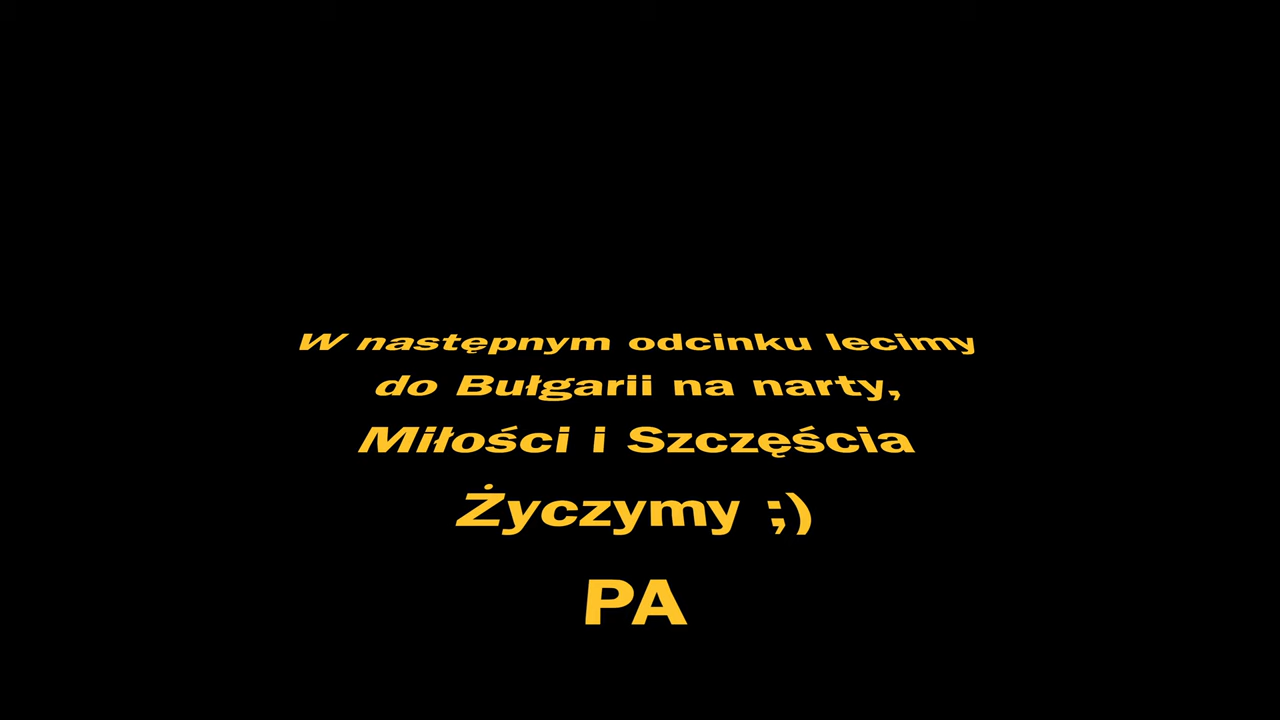 W następnym odcinku lecimy
do Bułgarii na narty,
Miłości i Szczęścia
Życzymy ;)
PA